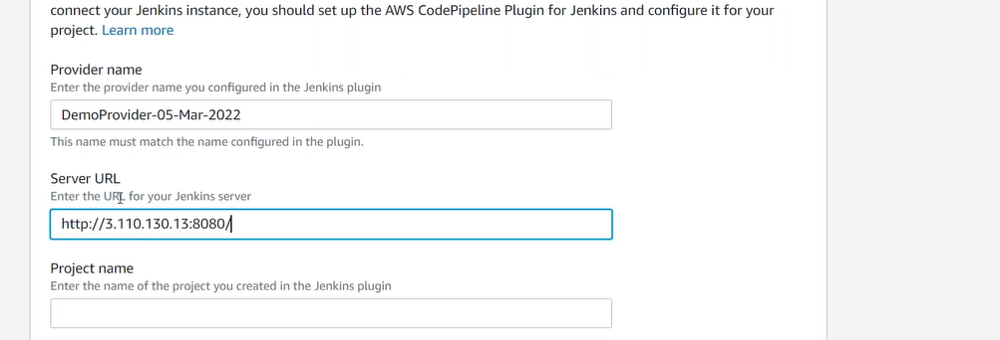 connect your Jenkins instance, you should set up the AWS CodePipeline Plugin for Jenkins and configure it for your
project. Learn more
Provider name
Enter the provider name you configured in the Jenkins plugin
DemoProvider-05-Mar-2022
This name must match the name configured in the plugin.
Server URL
Enter the URL for your Jenkins server
http://3.110.130.13:8080/
Project name
Enter the name of the project you created in the Jenkins plugin